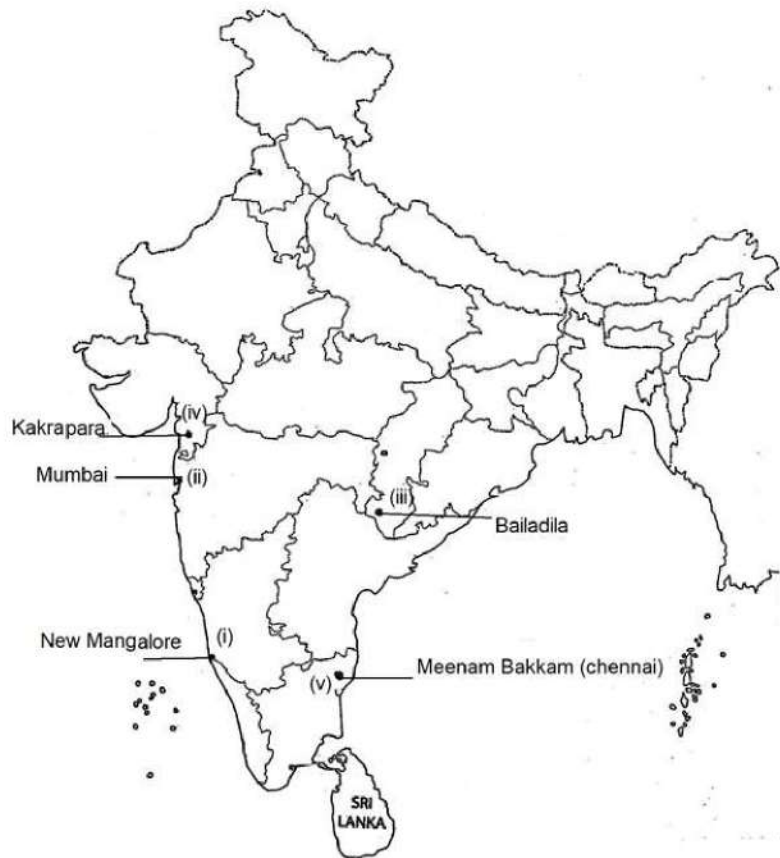 (iv)
Kakrapara
Mumbai
(ii)
(iii)
Bailadila
New Mangalore
(i)
(v)
Meenam Bakkam (chennai)
SRI
LANKA